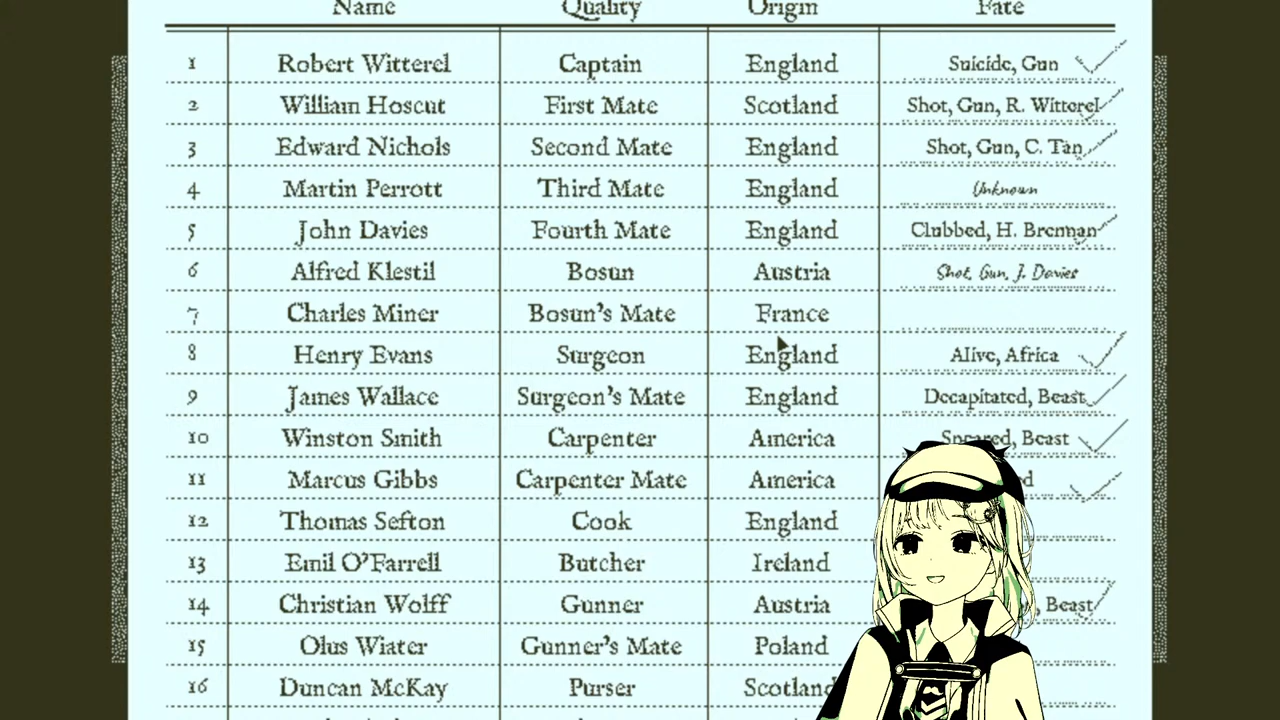 Name Quality Origin Fate
1 Robert Witterel Captain England Suicide, Gun
2 William Hoscut First Mate Scotland Shot, Gun, R. Witterel
3 Edward Nichols Second Mate England Shot, Gun, C. Tan
4 Martin Perrott Third Mate England Unknown
5 John Davies Fourth Mate England Clubbed, H. Brennan
6 Alfred Klestil Bosun Austria Shot, Gun, J. Davies
7 Charles Miner Bosun's Mate France
8 Henry Evans Surgeon England Alive, Africa
9 James Wallace Surgeon's Mate England Decapitated, Beast
10 Winston Smith Carpenter America Speared, Beast
11 Marcus Gibbs Carpenter Mate America
12 Thomas Sefton Cook England
13 Emil O'Farrell Butcher Ireland
14 Christian Wolff Gunner Austria , Beast
15 Olus Wiater Gunner's Mate Poland
16 Duncan McKay Purser Scotland